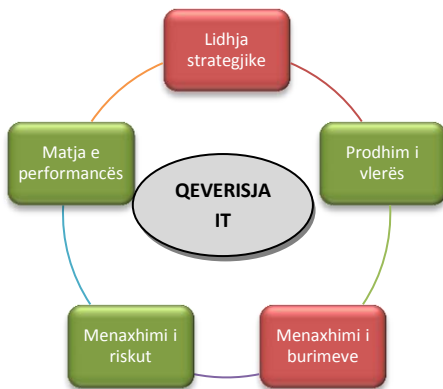 Lidhja
strategjike
Matja e
performancës
Prodhim i
vlerës
QEVERISJA
IT
Menaxhimi i
riskut
Menaxhimi i
burimeve